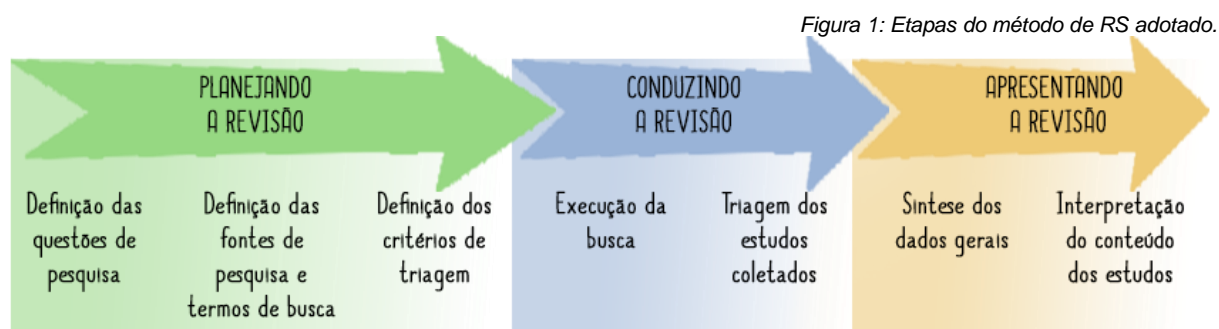 Figura 1: Etapas do método de RS adotado.
PLANEJANDO
A REVISÃO
CONDUZINDO
A REVISÃO
APRESENTANDO
A REVISÃO
Definição das
questões de
pesquisa
Definição das
fontes de
pesquisa e
termos de busca
Definição dos
critérios de
triagem
Execução da
busca
Triagem dos
estudos
coletados
Sintese dos
dados gerais
Interpretação
do conteúdo
dos estudos